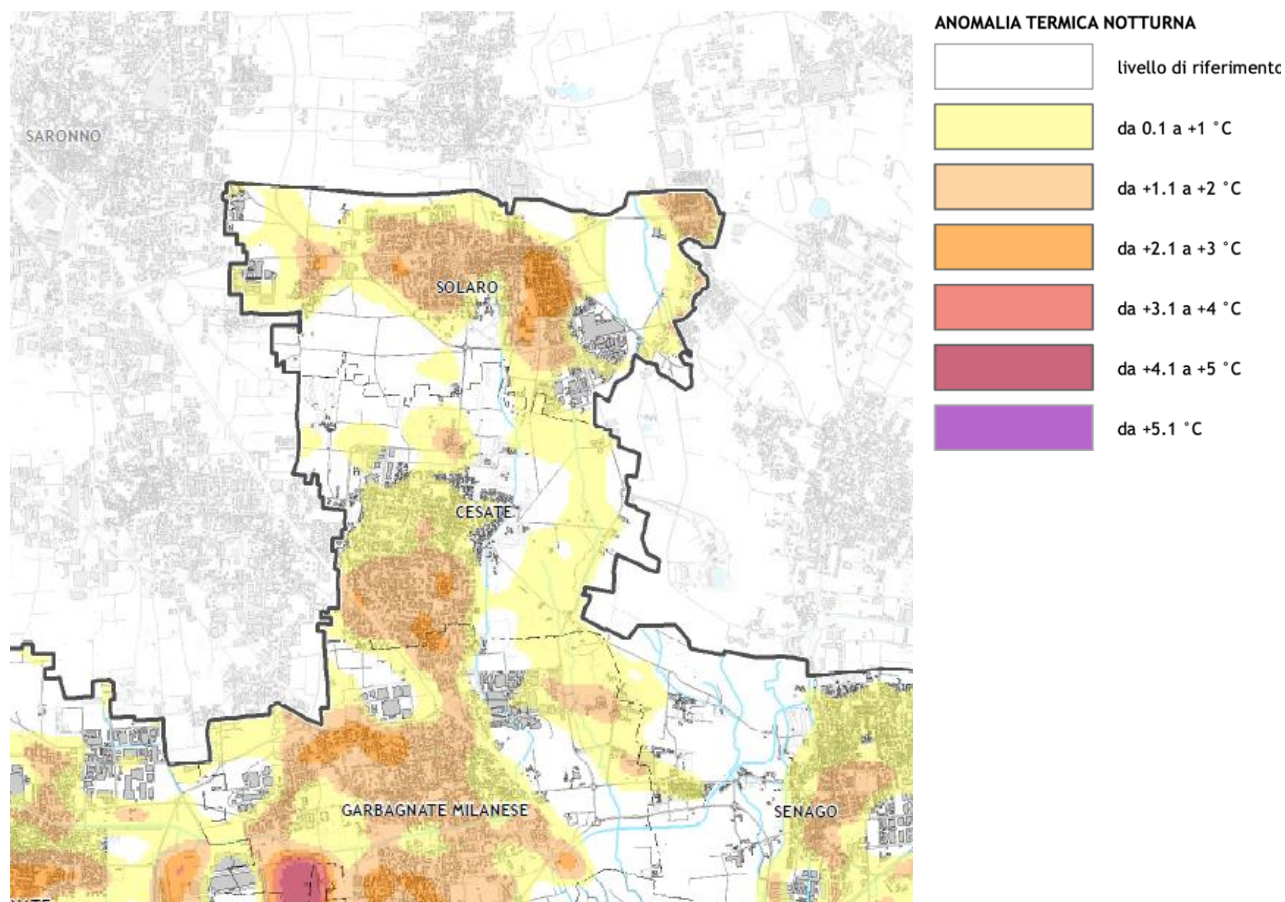 ANOMALIA TERMICA NOTTURNA
livello di riferimento
da 0.1 a +1 °C
da +1.1 a +2 °C
da +2.1 a +3 °C
da +3.1 a +4 °C
da +4.1 a +5 °C
da +5.1 °C
SARONNO
SOLARO
CESATE
GARBAGNATE MILANESE
SENAGO